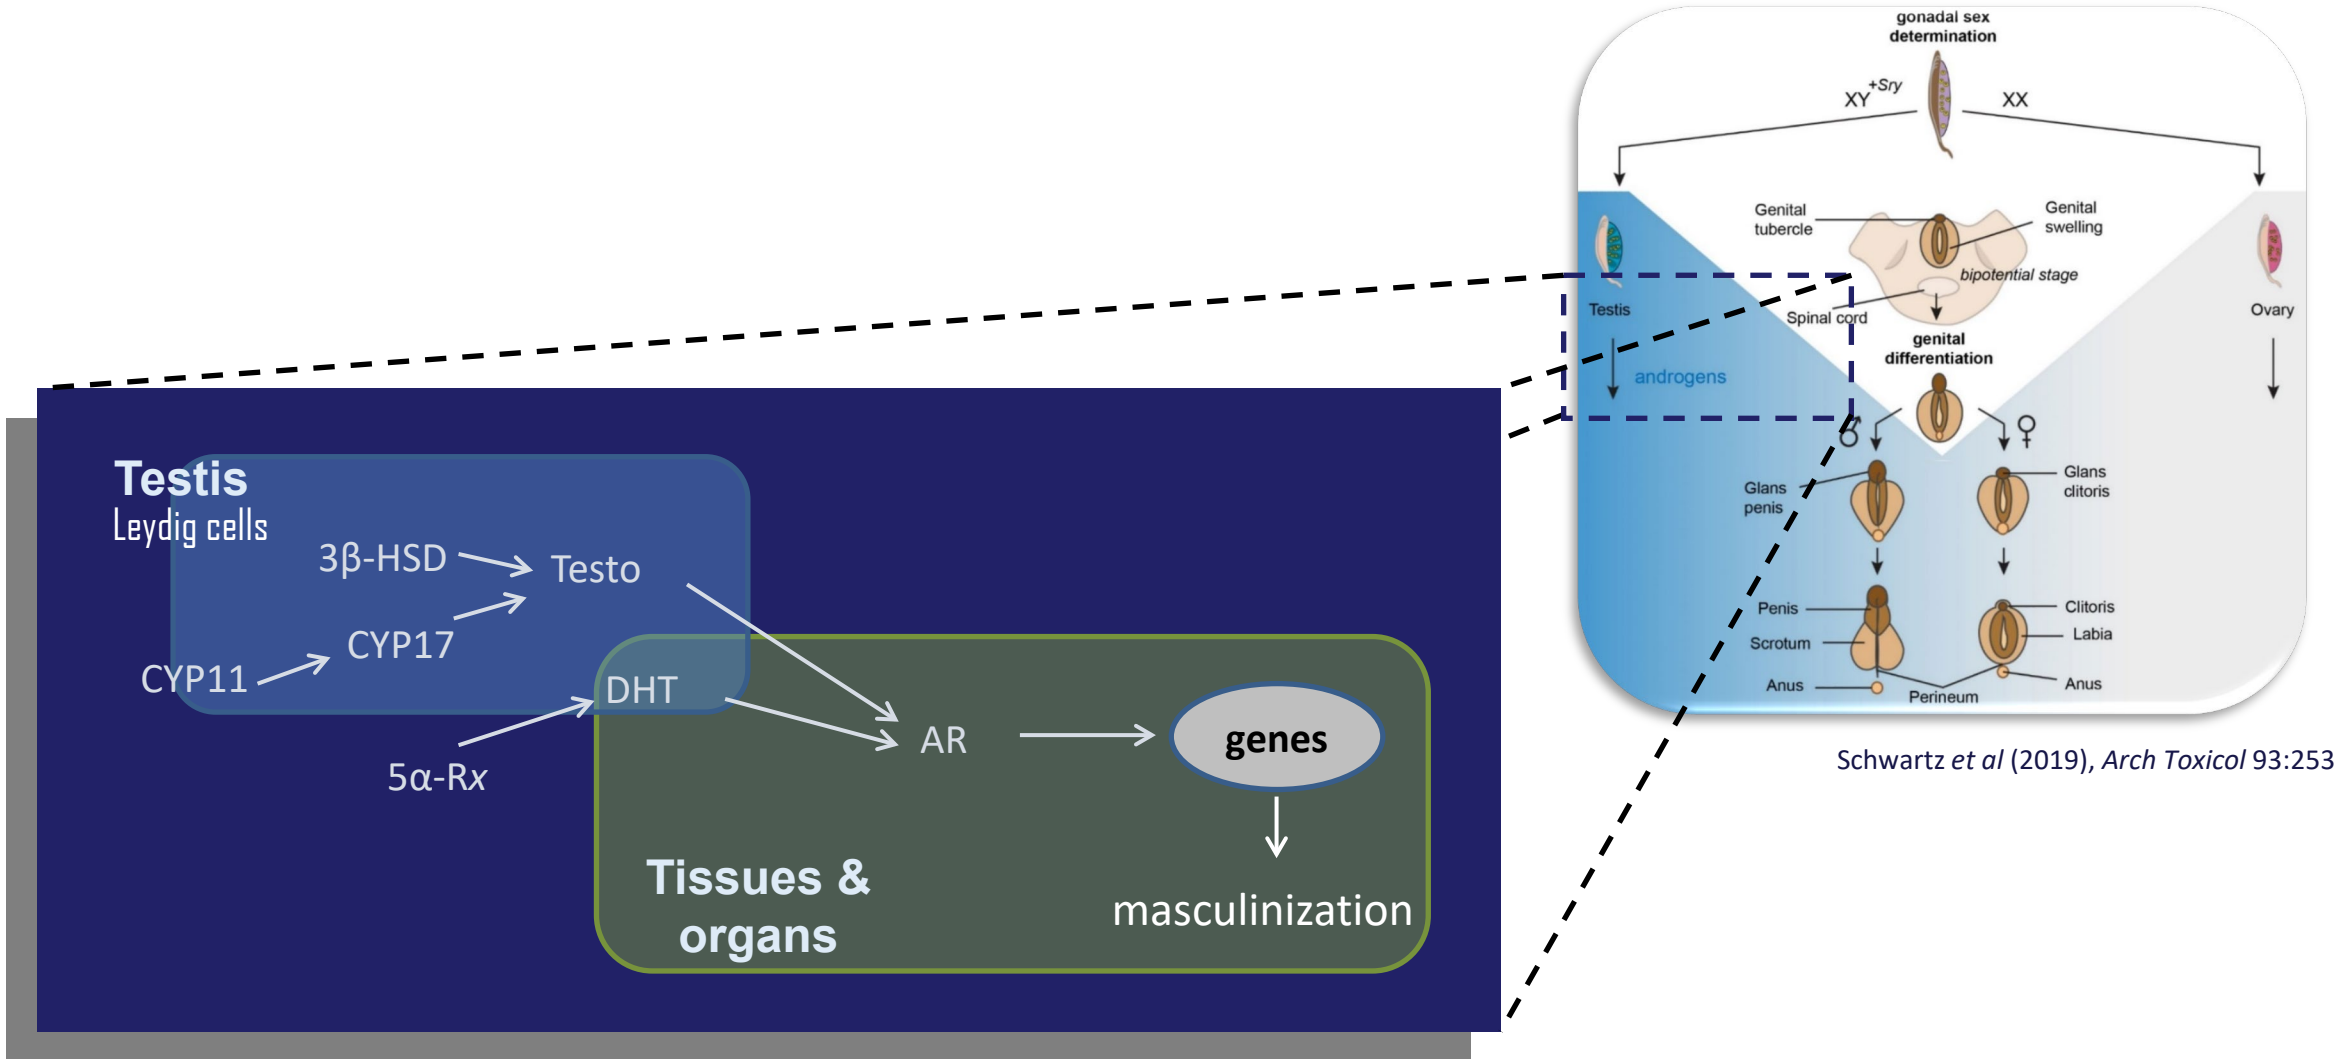 gonadal sex
determination
XY+Sry
XX
Genital
tubercle
Genital
swelling
bipotential stage
Testis
Spinal cord
Ovary
genital
differentiation
androgens
♂
♀
Glans
penis
Glans
clitoris
Penis
Clitoris
Scrotum
Labia
Anus
Perineum
Anus
Schwartz et al (2019), Arch Toxicol 93:253
Testis
Leydig cells
3β-HSD
Testo
CYP17
CYP11
DHT
5α-Rx
AR
genes
masculinization
Tissues &
organs